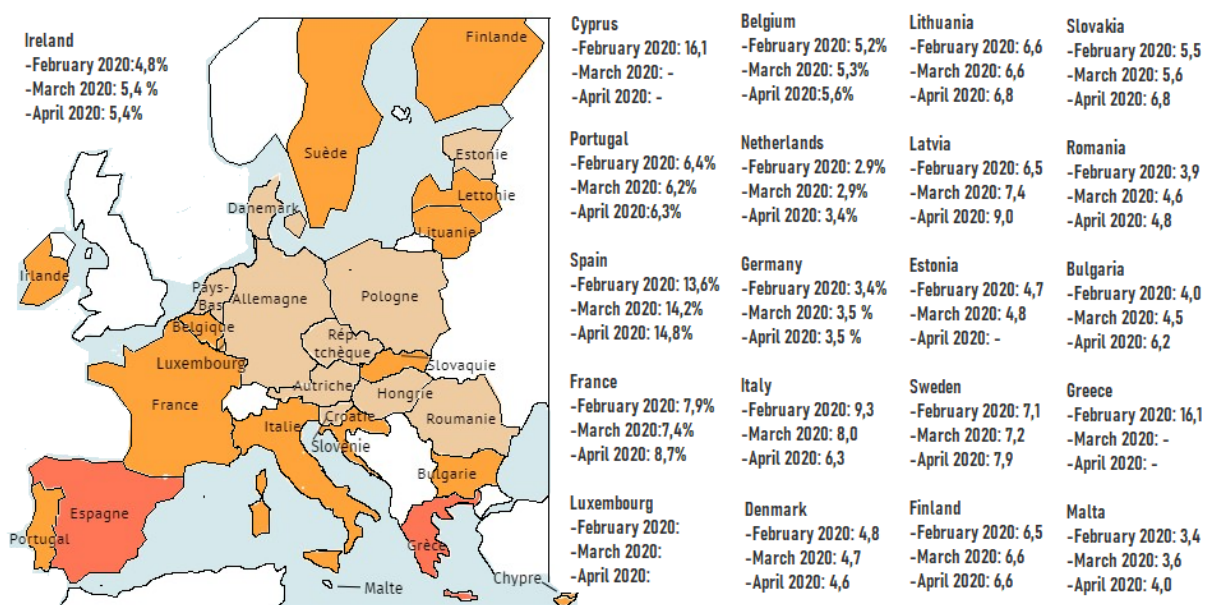 Ireland
-February 2020:4,8%
-March 2020: 5,4 %
-April 2020: 5,4%
Finlande
Suède
Estonie
Lettonie
Danemark
Lituanie
Irlande
Pays-
Bas
Allemagne
Pologne
Belgique
Rép.
tchèque
Luxembourg
Slovaquie
Autriche
Hongrie
France
Croatie
Roumanie
Italie
Slovénie
Bulgarie
Espagne
Portugal
Grèce
Malte
Chypre
Cyprus
-February 2020: 16,1
-March 2020: -
-April 2020: -
Portugal
-February 2020: 6,4%
-March 2020: 6,2%
-April 2020:6,3%
Spain
-February 2020: 13,6%
-March 2020: 14,2%
-April 2020: 14,8%
France
-February 2020: 7,9%
-March 2020:7,4%
-April 2020: 8,7%
Luxembourg
-February 2020:
-March 2020:
-April 2020:
Belgium
-February 2020: 5,2%
-March 2020: 5,3%
-April 2020:5,6%
Netherlands
-February 2020: 2.9%
-March 2020: 2,9%
-April 2020: 3,4%
Germany
-February 2020: 3,4%
-March 2020: 3,5 %
-April 2020: 3,5 %
Italy
-February 2020: 9,3
-March 2020: 8,0
-April 2020: 6,3
Denmark
-February 2020: 4,8
-March 2020: 4,7
-April 2020: 4,6
Lithuania
-February 2020: 6,6
-March 2020: 6,6
-April 2020: 6,8
Latvia
-February 2020: 6,5
-March 2020: 7,4
-April 2020: 9,0
Estonia
-February 2020: 4,7
-March 2020: 4,8
-April 2020: -
Sweden
-February 2020: 7,1
-March 2020: 7,2
-April 2020: 7,9
Finland
-February 2020: 6,5
-March 2020: 6,6
-April 2020: 6,6
Slovakia
-February 2020: 5,5
-March 2020: 5,6
-April 2020: 6,8
Romania
-February 2020: 3,9
-March 2020: 4,6
-April 2020: 4,8
Bulgaria
-February 2020: 4,0
-March 2020: 4,5
-April 2020: 6,2
Greece
-February 2020: 16,1
-March 2020: -
-April 2020: -
Malta
-February 2020: 3,4
-March 2020: 3,6
-April 2020: 4,0